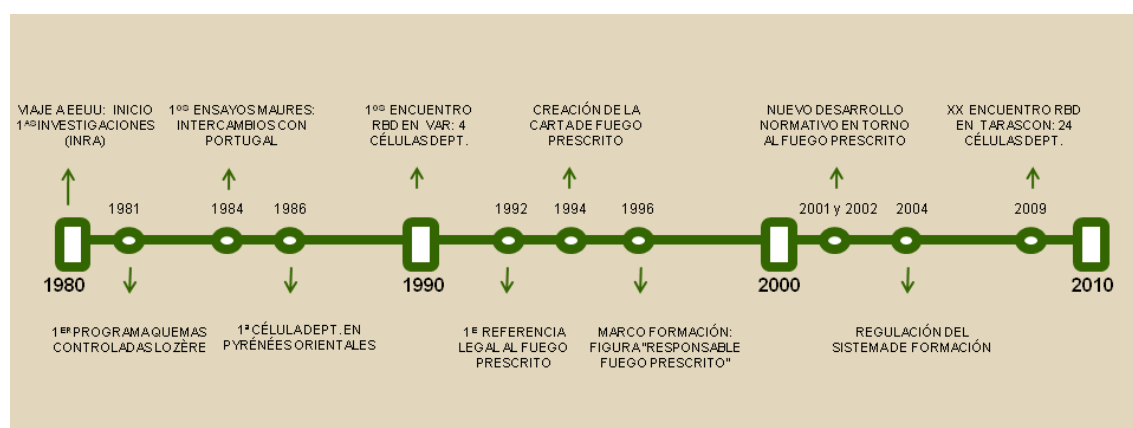 VIAJE A EEUU: INICIO
1ᴬˢ INVESTIGACIONES
(INRA)
1ᴼˢ ENSAYOS MAURES:
INTERCAMBIOS CON
PORTUGAL
1ᴼˢ ENCUENTRO
RBD EN VAR: 4
CÉLULAS DEPT.
CREACIÓN DE LA
CARTA DE FUEGO
PRESCRITO
NUEVO DESARROLLO
NORMATIVO EN TORNO
AL FUEGO PRESCRITO
XX ENCUENTRO RBD
EN TARASCON: 24
CÉLULAS DEPT.
1981
1984
1986
1992
1994
1996
2001 y 2002
2004
2009
1980
1990
2000
2010
1ᴱᴿ PROGRAMA QUEMAS
CONTROLADAS LOZÈRE
1ª CÉLULA DEPT. EN
PYRÉNÉES ORIENTALES
1ᴱ REFERENCIA
LEGAL AL FUEGO
PRESCRITO
MARCO FORMACIÓN:
FIGURA "RESPONSABLE
FUEGO PRESCRITO"
REGULACIÓN DEL
SISTEMA DE FORMACIÓN